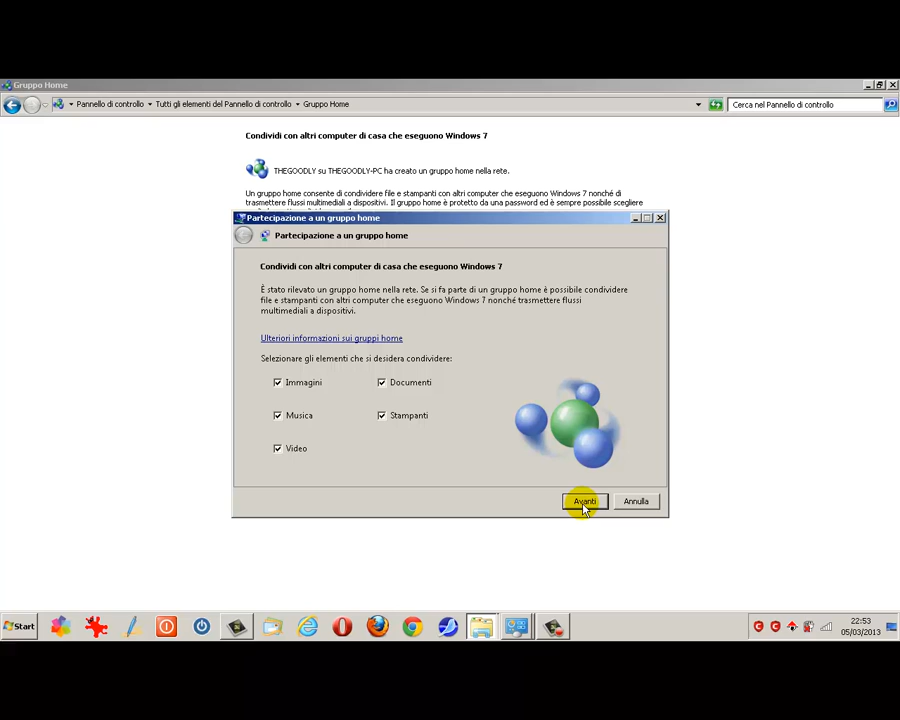 Gruppo Home
Pannello di controllo Tutti gli elementi del Pannello di controllo Gruppo Home
Cerca nel Pannello di controllo
Condividi con altri computer di casa che eseguono Windows 7
THEGOODLY su THEGOODLY-PC ha creato un gruppo home nella rete.
Un gruppo home consente di condividere file e stampanti con altri computer che eseguono Windows 7 nonché di
trasmettere flussi multimediali a dispositivi. Il gruppo home è protetto da una password ed è sempre possibile scegliere
Partecipazione a un gruppo home
Partecipazione a un gruppo home
Condividi con altri computer di casa che eseguono Windows 7
È stato rilevato un gruppo home nella rete. Se si fa parte di un gruppo home è possibile condividere
file e stampanti con altri computer che eseguono Windows 7 nonché trasmettere flussi
multimediali a dispositivi.
Ulteriori informazioni sui gruppi home
Selezionare gli elementi che si desidera condividere:
Immagini Documenti
Musica Stampanti
Video
Avanti Annulla
Start
22:53
05/03/2013